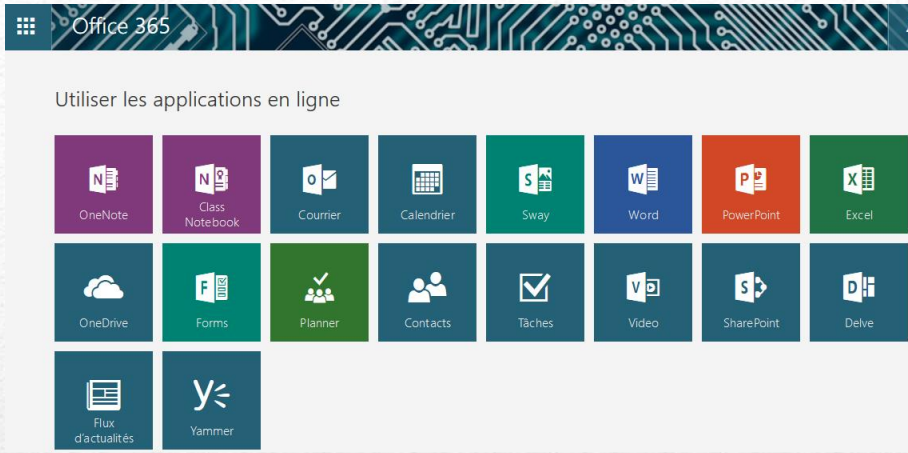 Office 365
Utiliser les applications en ligne
N
N
O
S
W
P
X
OneNote
Class
Notebook
Courrier
Calendrier
Sway
Word
PowerPoint
Excel
F
V
S
D
OneDrive
Forms
Planner
Contacts
Tâches
Video
SharePoint
Delve
Flux
d'actualités
Yammer